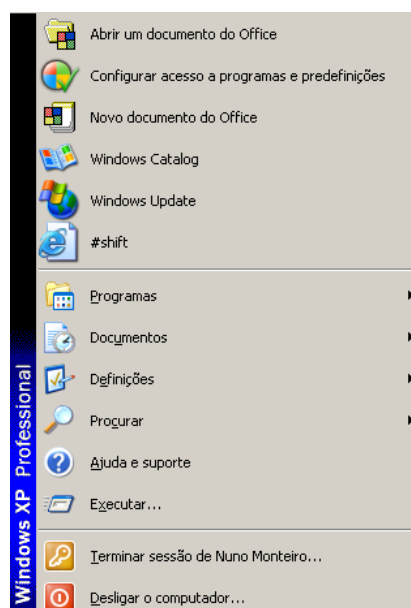 Abrir um documento do Office
Configurar acesso a programas e predefinições
Novo documento do Office
Windows Catalog
Windows Update
#shift
Programas
Documentos
Definições
Procurar
Ajuda e suporte
Executar...
Terminar sessão de Nuno Monteiro...
Desligar o computador...
Windows XP Professional